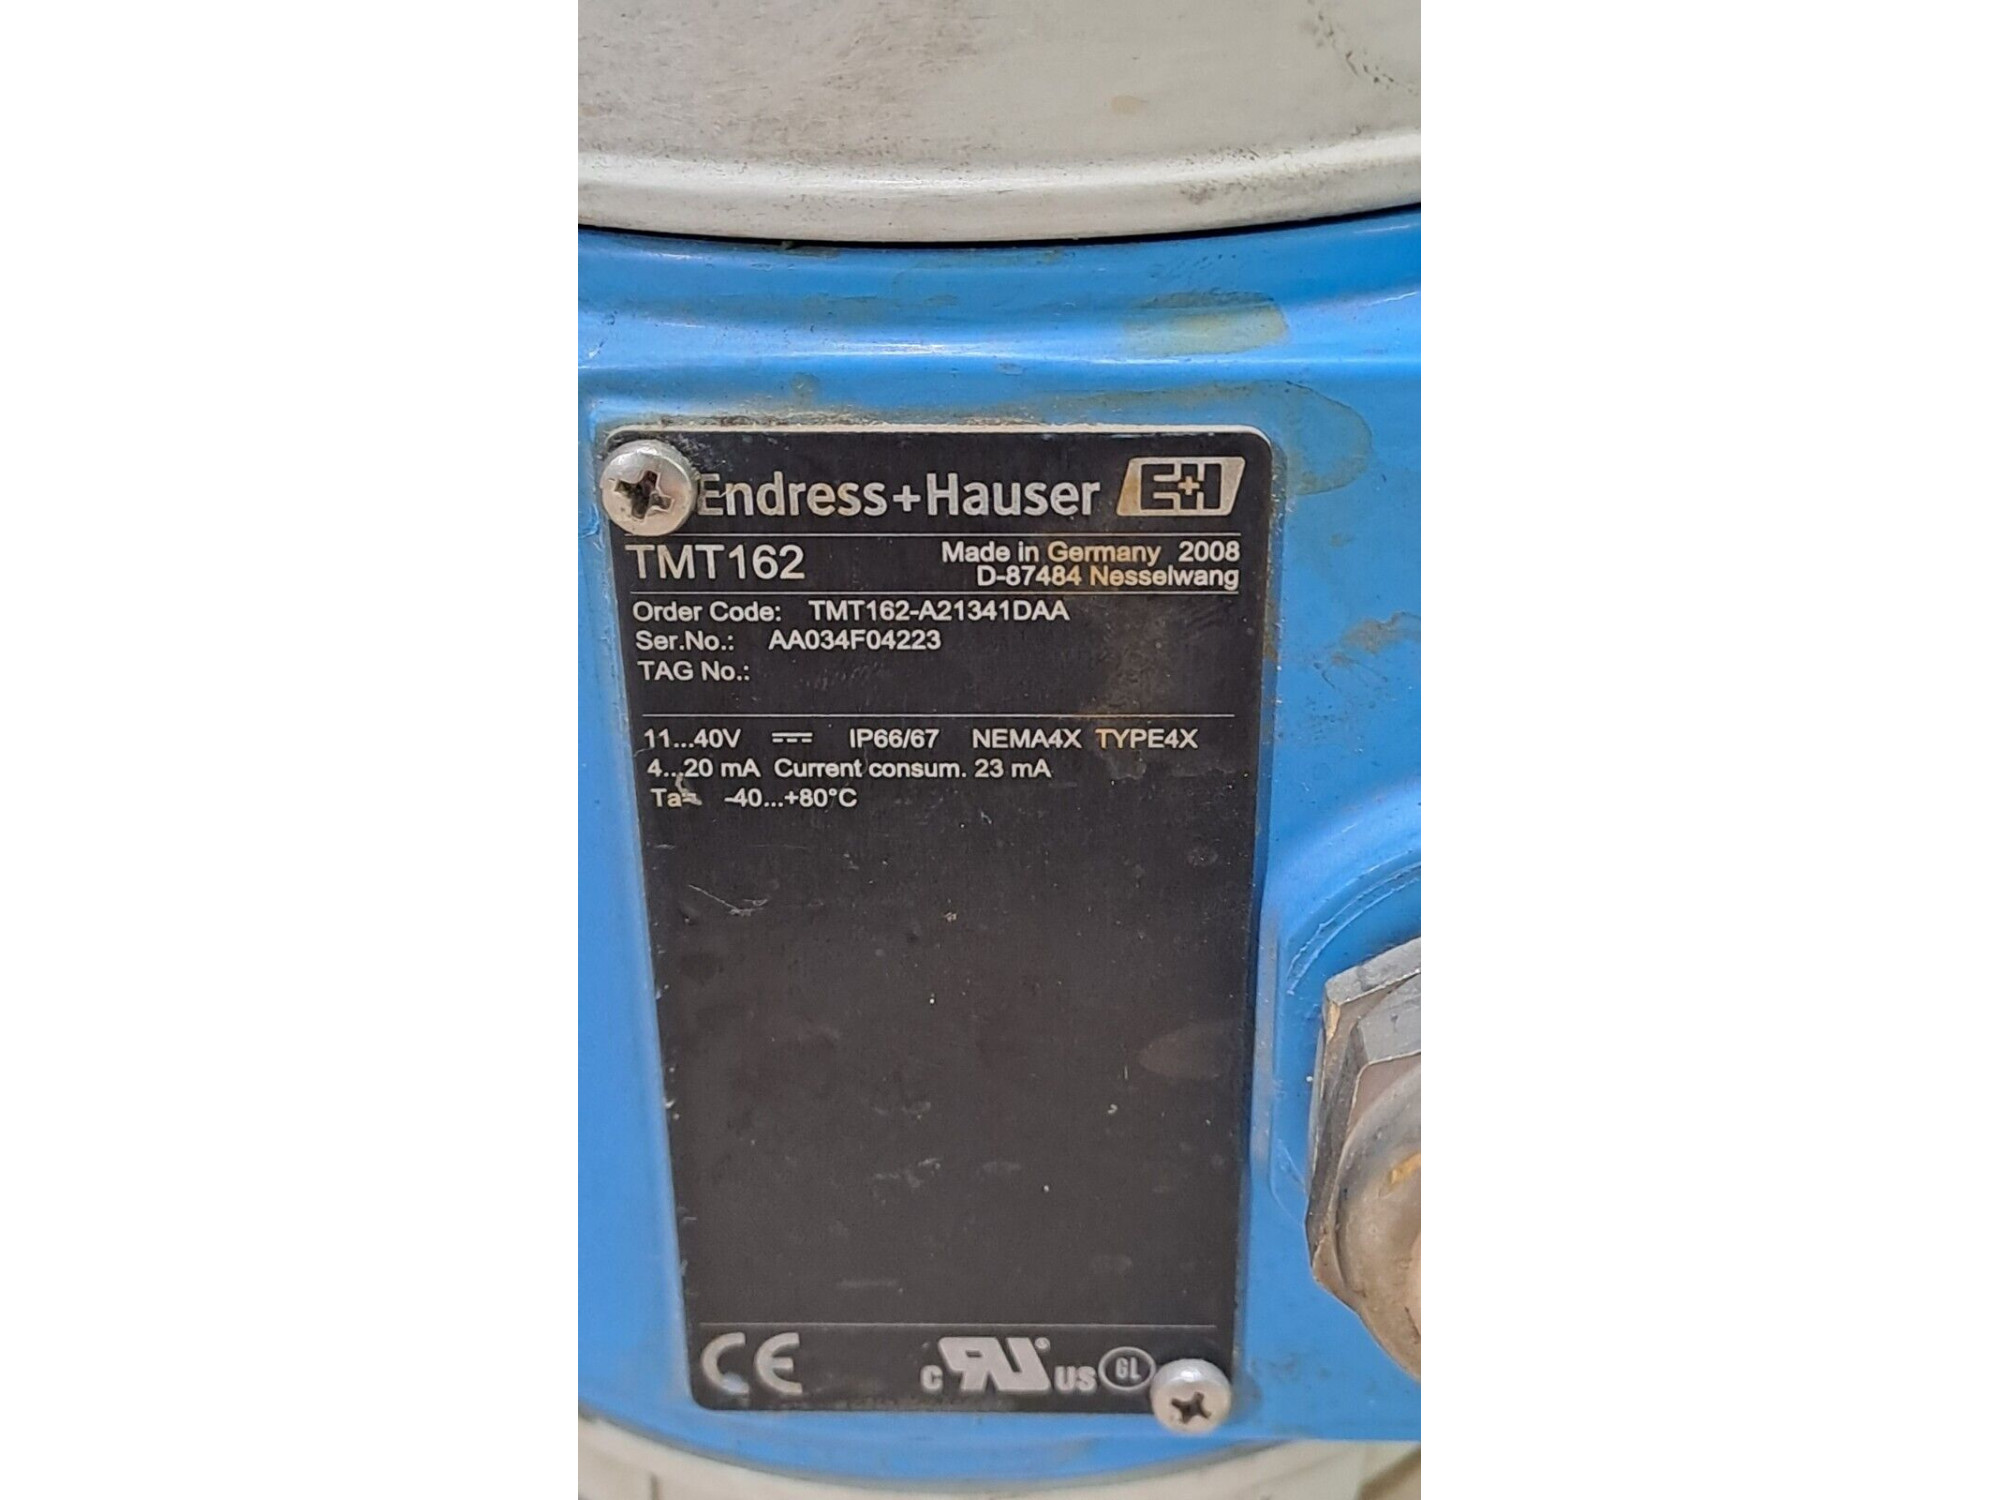 Endress+Hauser E+H
TMT162
Made in Germany 2008
D-87484 Nesselwang
Order Code: TMT162-A21341DAA
Ser.No.: AA034F04223
TAG No.:
11...40V ⎓ IP66/67 NEMA4X TYPE4X
4...20 mA Current consum. 23 mA
Ta= -40...+80°C
CE c RU US GL